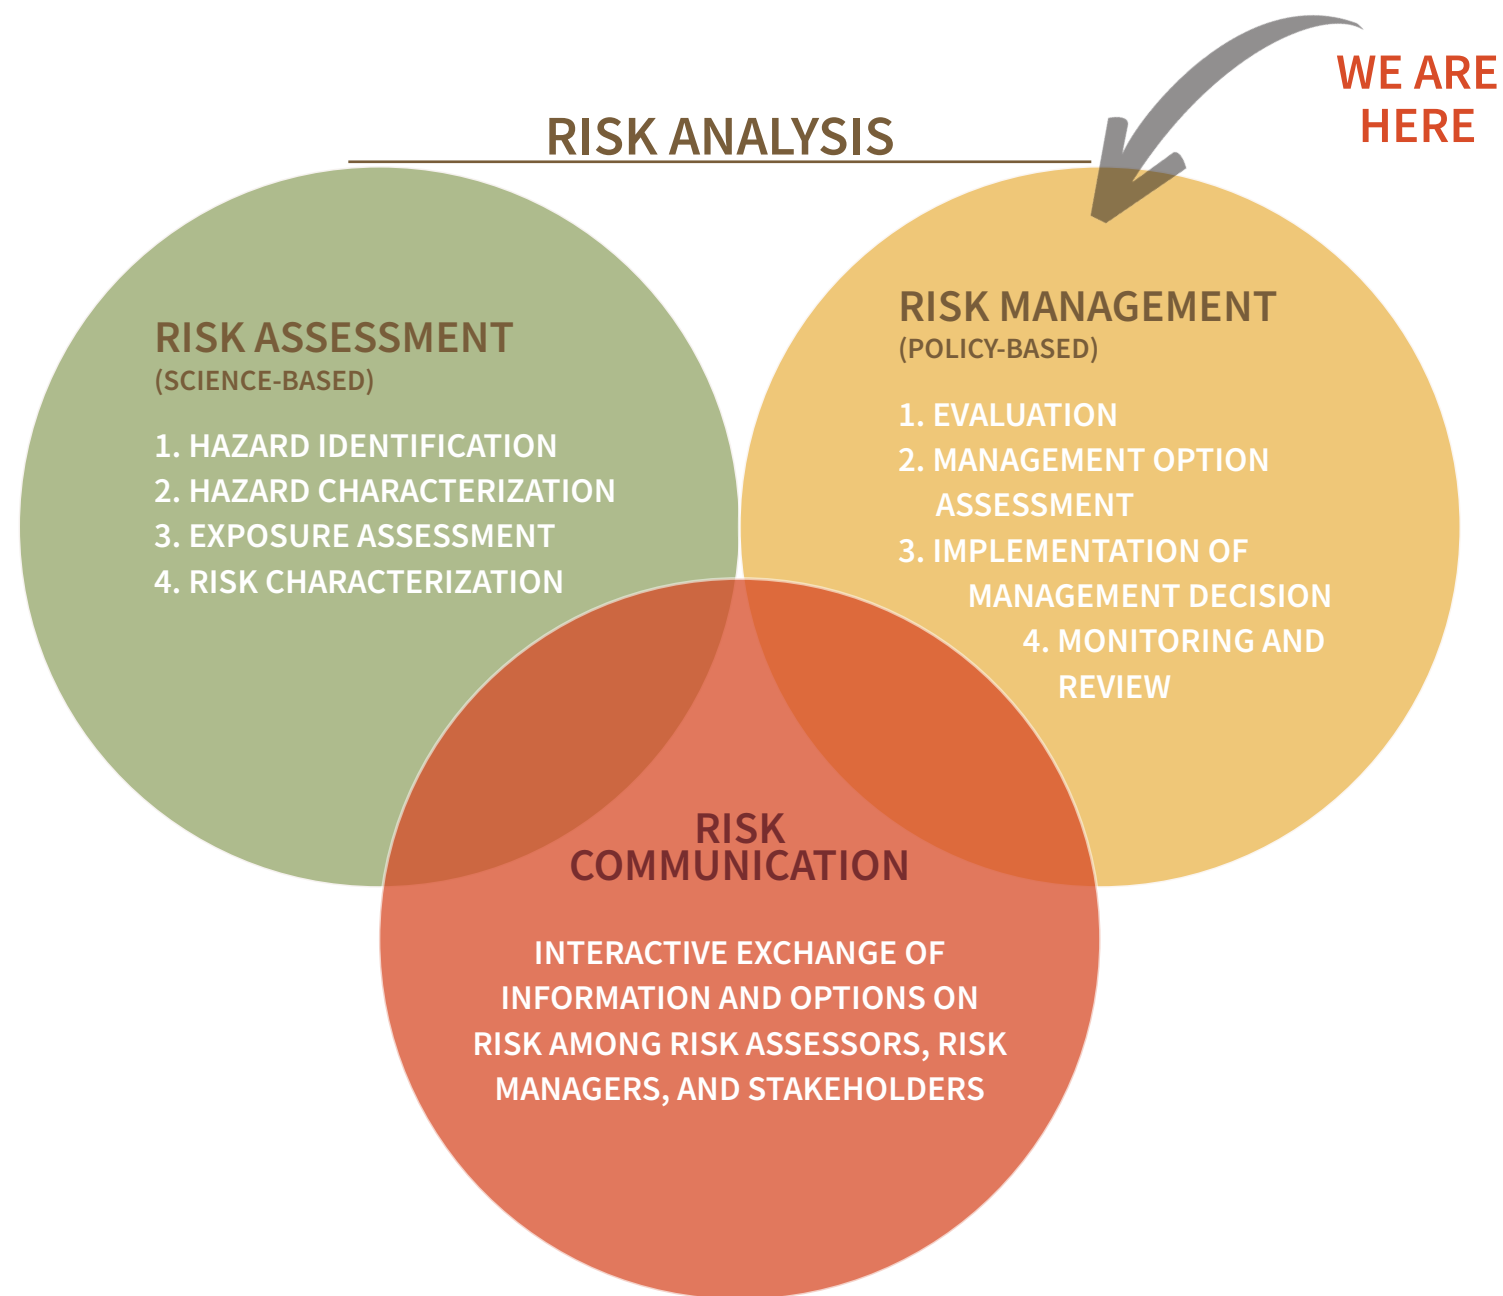 WE ARE
HERE
RISK ANALYSIS
RISK ASSESSMENT
(SCIENCE-BASED)
1. HAZARD IDENTIFICATION
2. HAZARD CHARACTERIZATION
3. EXPOSURE ASSESSMENT
4. RISK CHARACTERIZATION
RISK MANAGEMENT
(POLICY-BASED)
1. EVALUATION
2. MANAGEMENT OPTION
ASSESSMENT
3. IMPLEMENTATION OF
MANAGEMENT DECISION
4. MONITORING AND
REVIEW
RISK
COMMUNICATION
INTERACTIVE EXCHANGE OF
INFORMATION AND OPTIONS ON
RISK AMONG RISK ASSESSORS, RISK
MANAGERS, AND STAKEHOLDERS